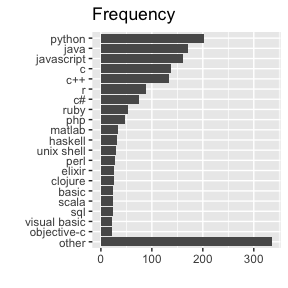 Frequency
python
java
javascript
c
c++
r
c#
ruby
php
matlab
haskell
unix shell
perl
elixir
clojure
basic
scala
sql
visual basic
objective-c
other
0 100 200 300